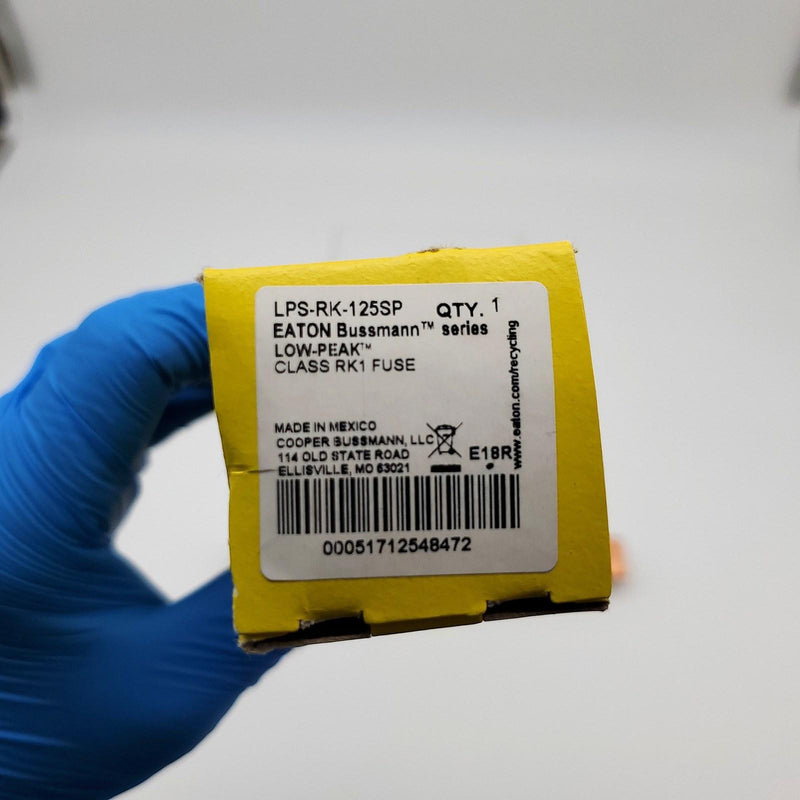 LPS-RK-125SP QTY. 1
EATON Bussmann™ series
LOW-PEAK™
CLASS RK1 FUSE
www.eaton.com/recycling
MADE IN MEXICO
COOPER BUSSMANN, LLC
114 OLD STATE ROAD E18R
ELLISVILLE, MO 63021
00051712548472